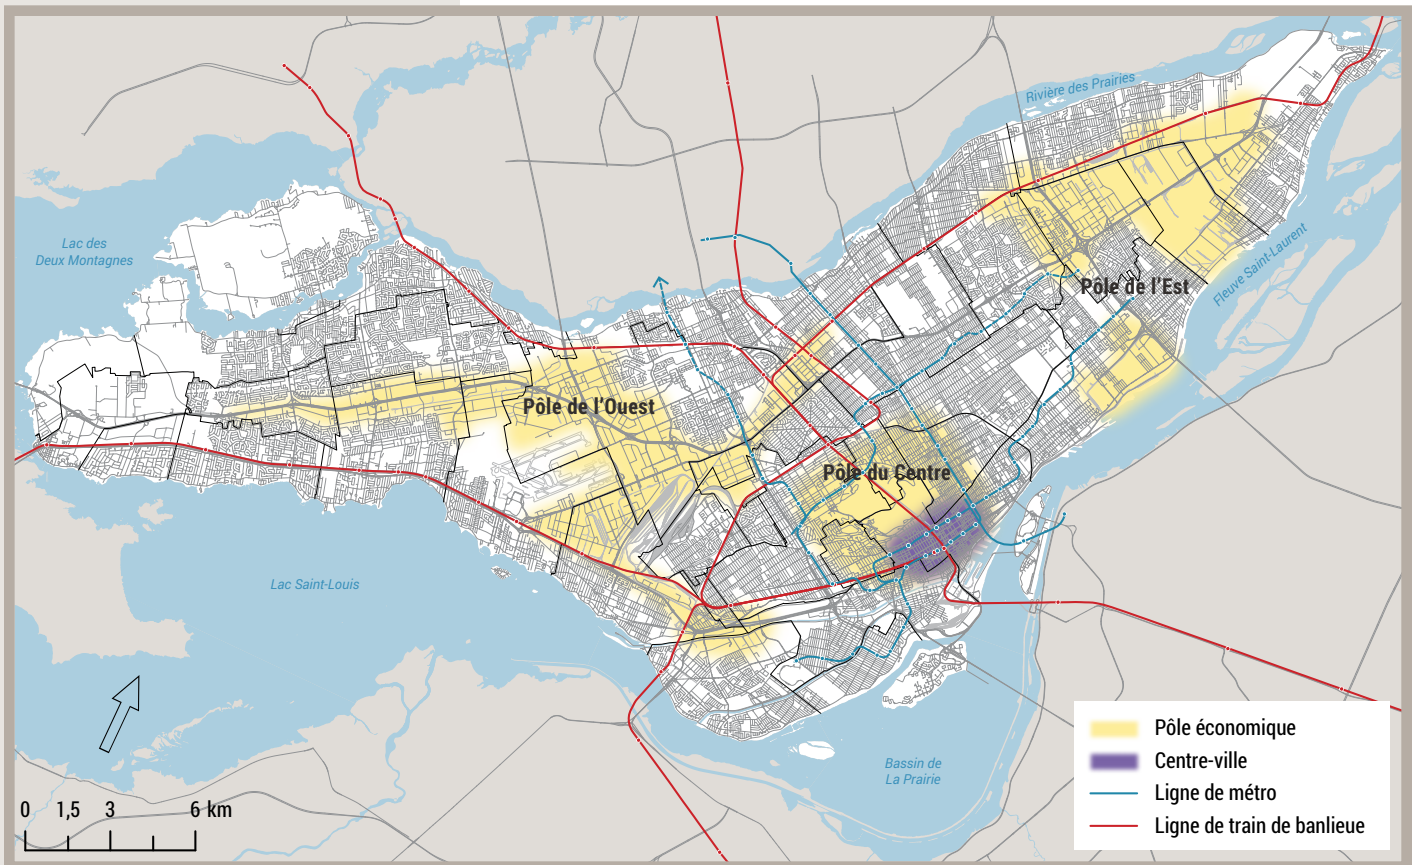 Rivière des Prairies
Lac des
Deux Montagnes
Fleuve Saint-Laurent
Pôle de l'Est
Pôle de l'Ouest
Pôle du Centre
Lac Saint-Louis
Bassin de
La Prairie
Pôle économique
Centre-ville
Ligne de métro
Ligne de train de banlieue
0 1,5 3 6 km